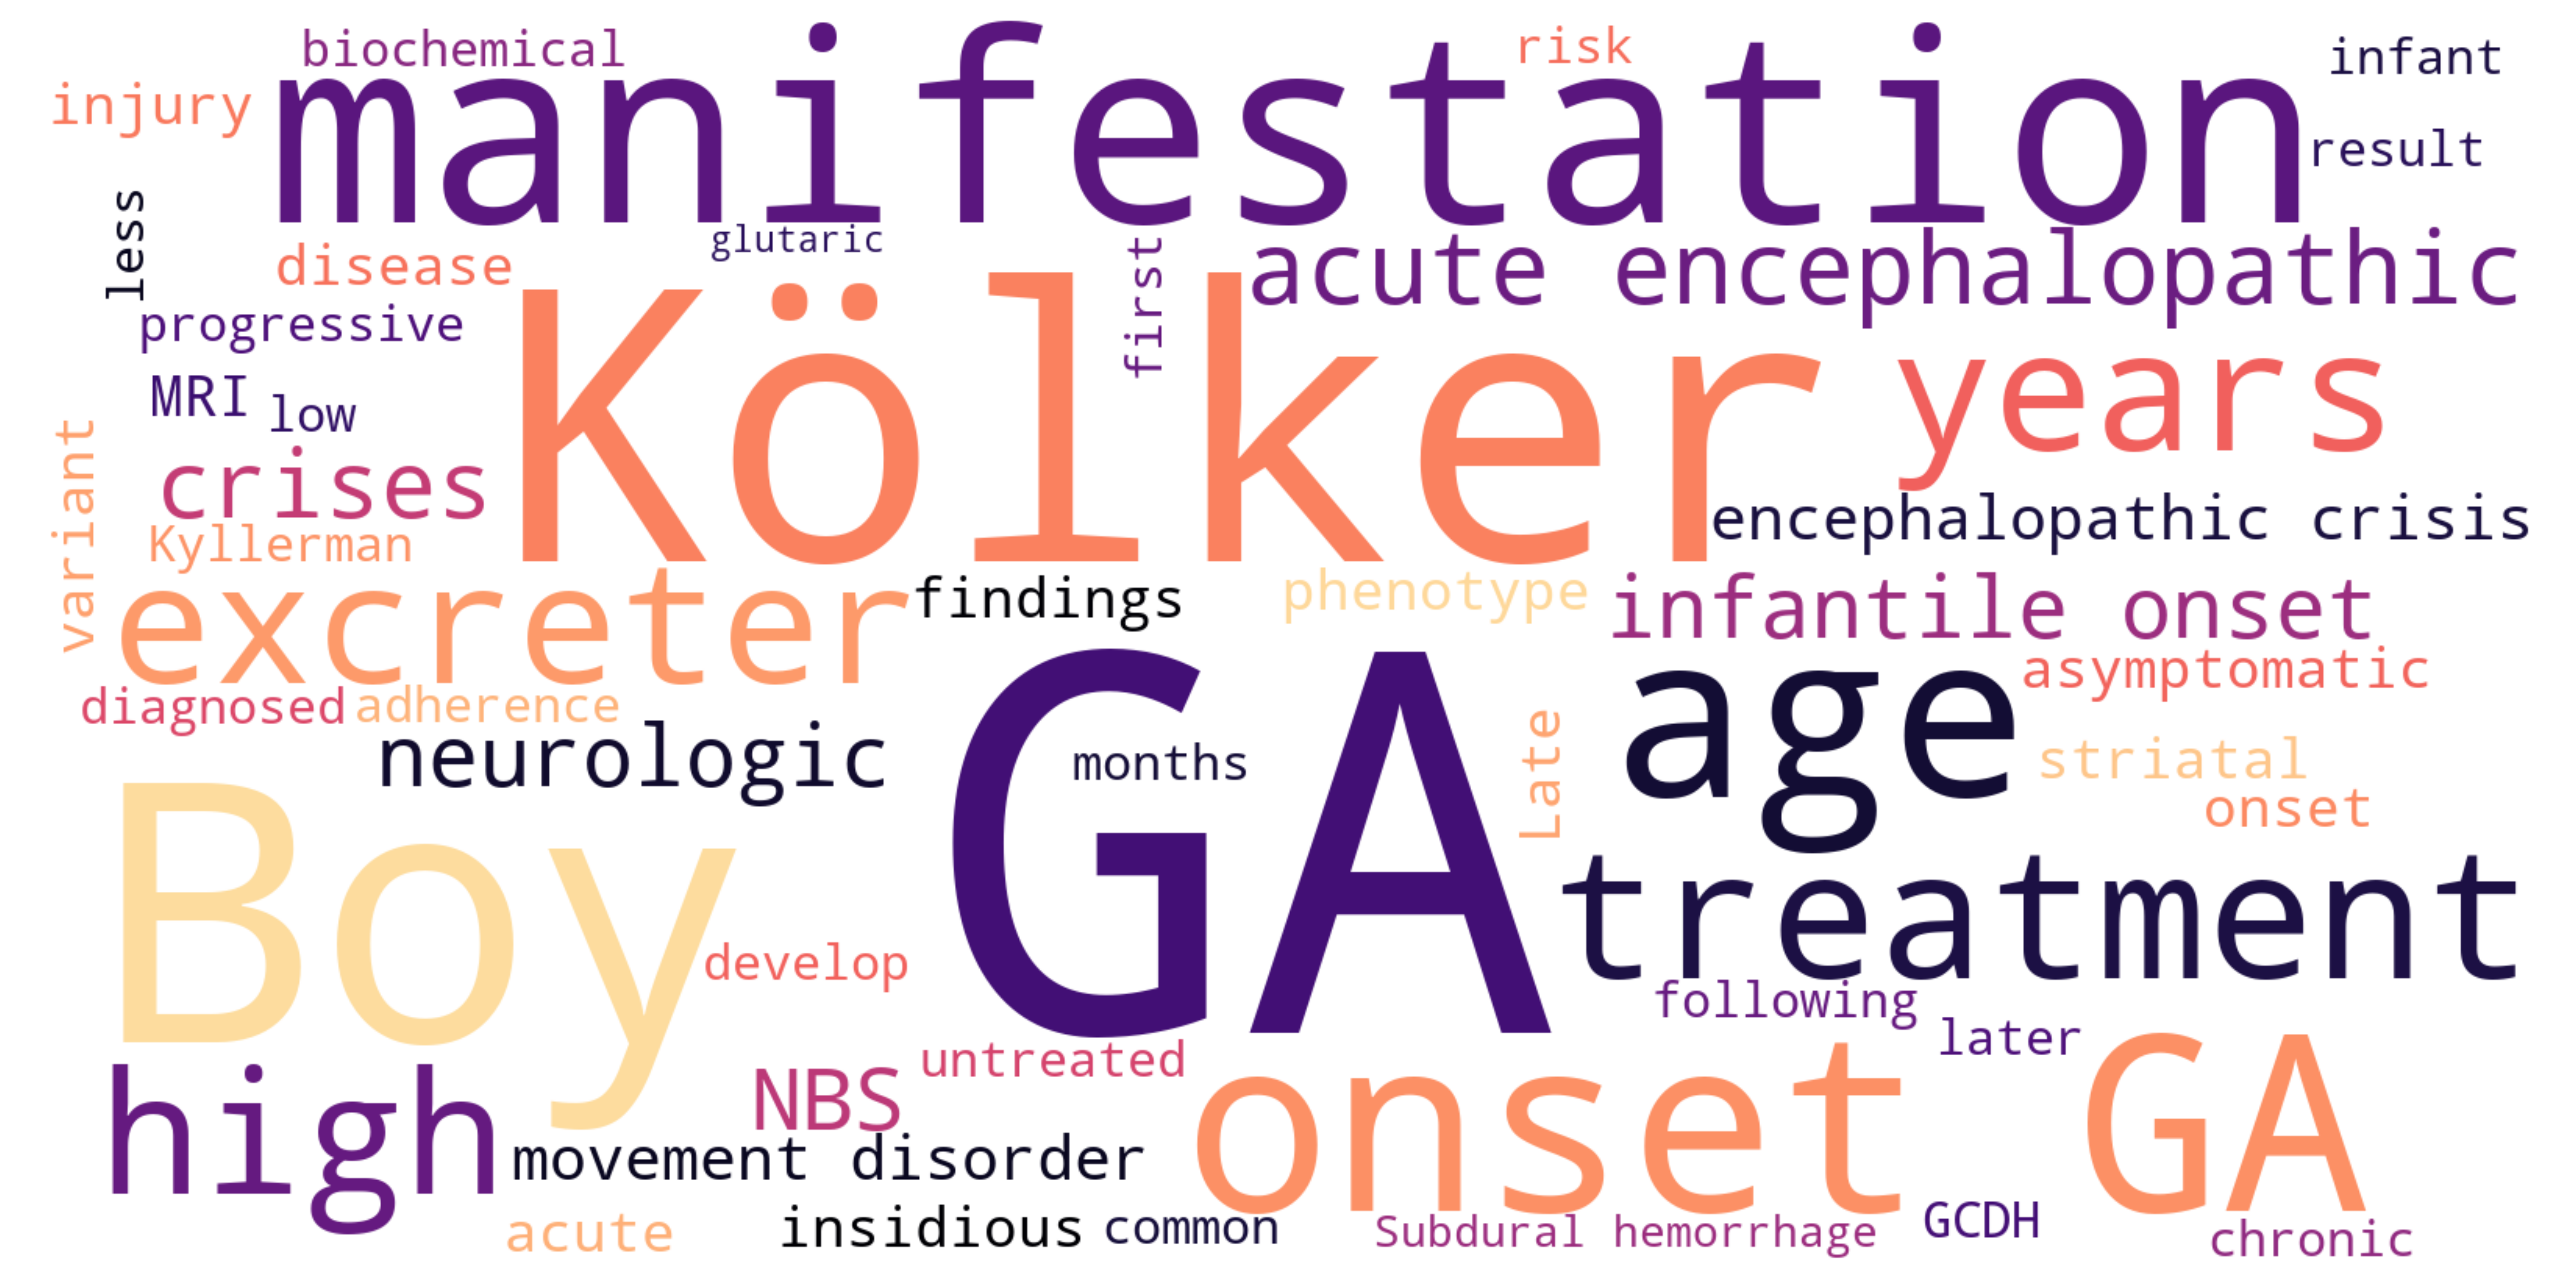 biochemical
risk
infant
injury
manifestation
result
less
glutaric
first
disease
acute encephalopathic
progressive
Kölker
years
MRI
low
variant
crises
encephalopathic crisis
Kyllerman
excreter
findings
phenotype
infantile onset
diagnosed
adherence
age
asymptomatic
neurologic
GA
months
Late
striatal
onset
Boy
treatment
develop
following
later
high
NBS
untreated
onset
GA
movement disorder
acute
insidious
common
Subdural hemorrhage
GCDH
chronic